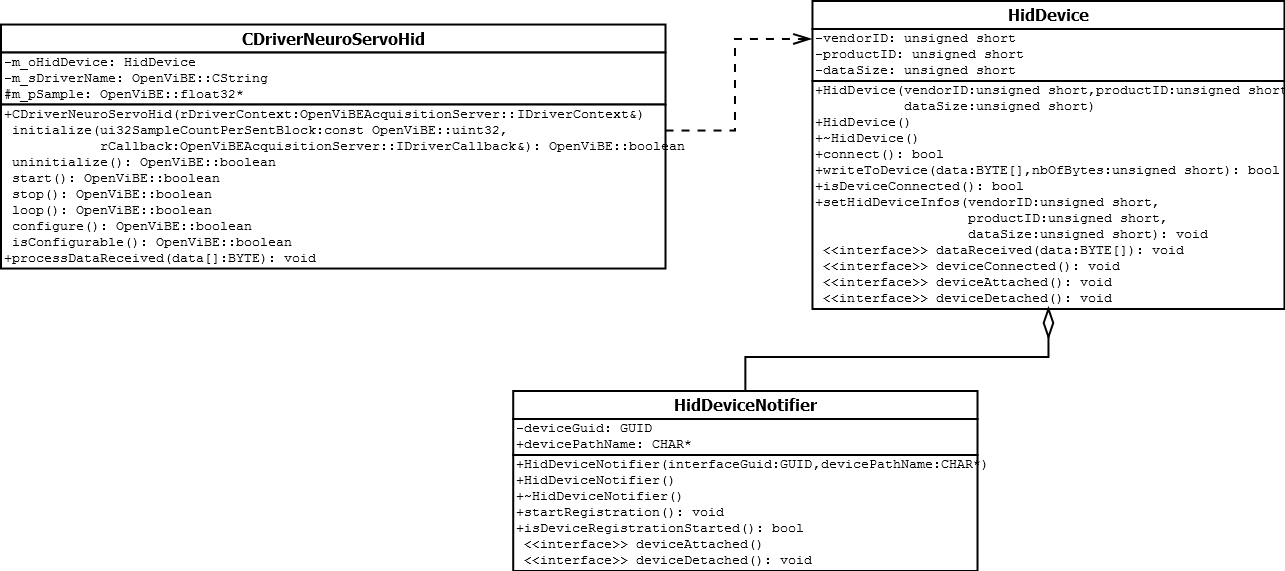 CDriverNeuroServoHid
-m_oHidDevice: HidDevice
-m_sDriverName: OpenViBE::CString
#m_pSample: OpenViBE::float32*
+CDriverNeuroServoHid(rDriverContext:OpenViBEAcquisitionServer::IDriverContext&)
initialize(ui32SampleCountPerSentBlock:const OpenViBE::uint32,
rCallback:OpenViBEAcquisitionServer::IDriverCallback&): OpenViBE::boolean
uninitialize(): OpenViBE::boolean
start(): OpenViBE::boolean
stop(): OpenViBE::boolean
loop(): OpenViBE::boolean
configure(): OpenViBE::boolean
isConfigurable(): OpenViBE::boolean
+processDataReceived(data[]:BYTE): void
HidDevice
-vendorID: unsigned short
-productID: unsigned short
-dataSize: unsigned short
+HidDevice(vendorID:unsigned short,productID:unsigned short
dataSize:unsigned short)
+HidDevice()
+~HidDevice()
+connect(): bool
+writeToDevice(data:BYTE[],nbOfBytes:unsigned short): bool
+isDeviceConnected(): bool
+setHidDeviceInfos(vendorID:unsigned short,
productID:unsigned short,
dataSize:unsigned short): void
<<interface>> dataReceived(data:BYTE[]): void
<<interface>> deviceConnected(): void
<<interface>> deviceAttached(): void
<<interface>> deviceDetached(): void
HidDeviceNotifier
-deviceGuid: GUID
+devicePathName: CHAR*
+HidDeviceNotifier(interfaceGuid:GUID,devicePathName:CHAR*)
+HidDeviceNotifier()
+~HidDeviceNotifier()
+startRegistration(): void
+isDeviceRegistrationStarted(): bool
<<interface>> deviceAttached()
<<interface>> deviceDetached(): void